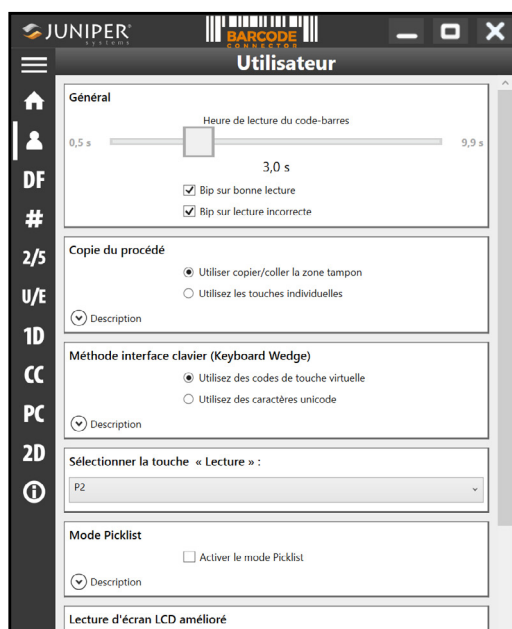 JUNIPER
systems
BARCODE
CONNECTOR
Utilisateur
Général
Heure de lecture du code-barres
0,5 s
9,9 s
3,0 s
Bip sur bonne lecture
Bip sur lecture incorrecte
DF
#
2/5
U/E
1D
CC
PC
2D
Copie du procédé
Utiliser copier/coller la zone tampon
Utilisez les touches individuelles
Description
Méthode interface clavier (Keyboard Wedge)
Utilisez des codes de touche virtuelle
Utilisez des caractères unicode
Description
Sélectionner la touche « Lecture » :
P2
Mode Picklist
Activer le mode Picklist
Description
Lecture d'écran LCD amélioré